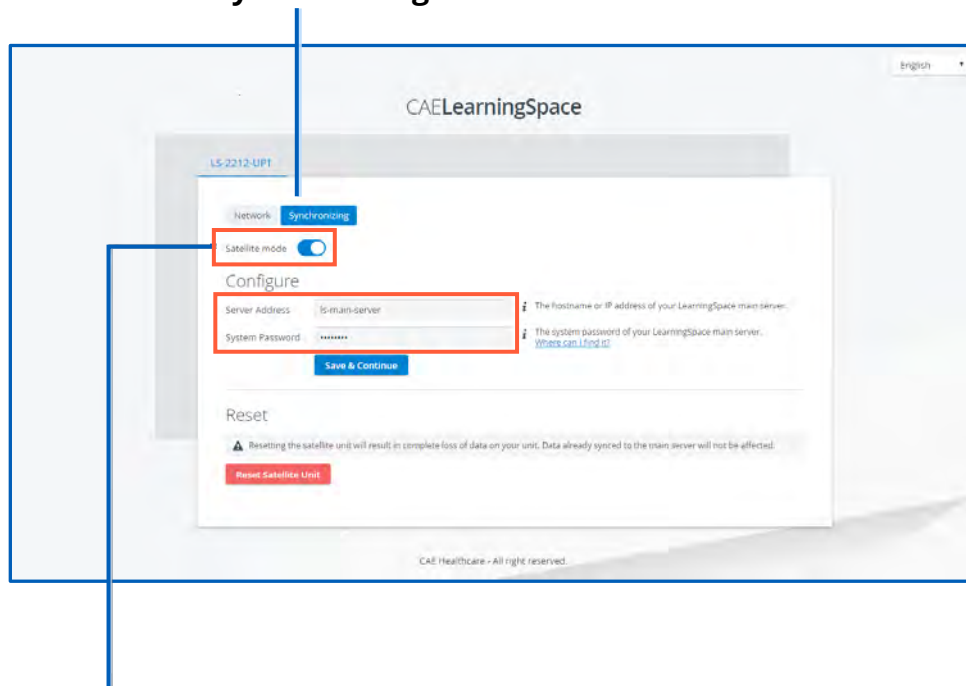 English
CAELearningSpace
LS-2212-UP1
Network Synchronizing
Satellite mode
Configure
Server Address ls-main-server i The hostname or IP address of your LearningSpace main server.
System Password •••••••• i The system password of your LearningSpace main server.
Where can I find it?
Save & Continue
Reset
Resetting the satellite unit will result in complete loss of data on your unit. Data already synced to the main server will not be affected.
Reset Satellite Unit
CAE Healthcare - All right reserved.